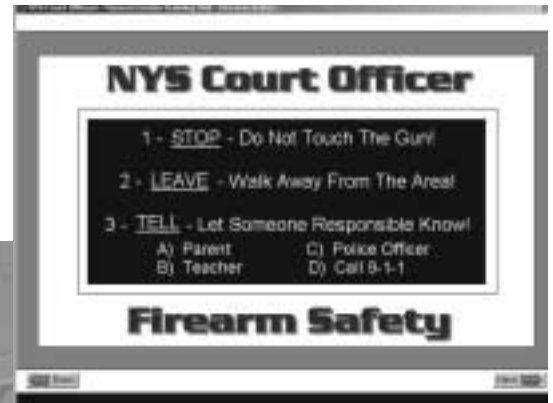 NYS Court Officer
1 - STOP - Do Not Touch The Gun!
2 - LEAVE - Walk Away From The Area!
3 - TELL - Let Someone Responsible Know!
A) Parent C) Police Officer
B) Teacher D) Call 9-1-1
Firearm Safety